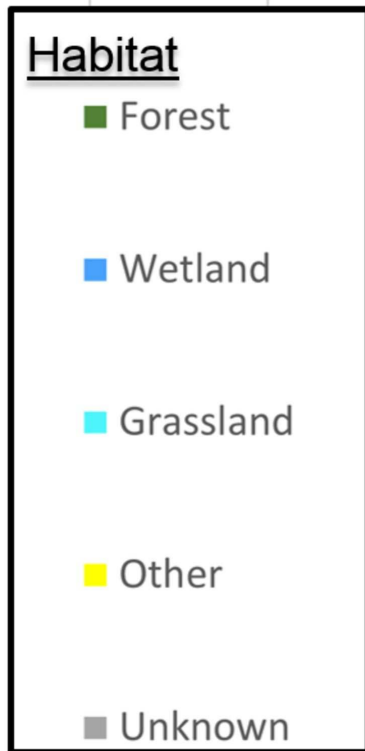 Habitat
Forest
Wetland
Grassland
Other
Unknown